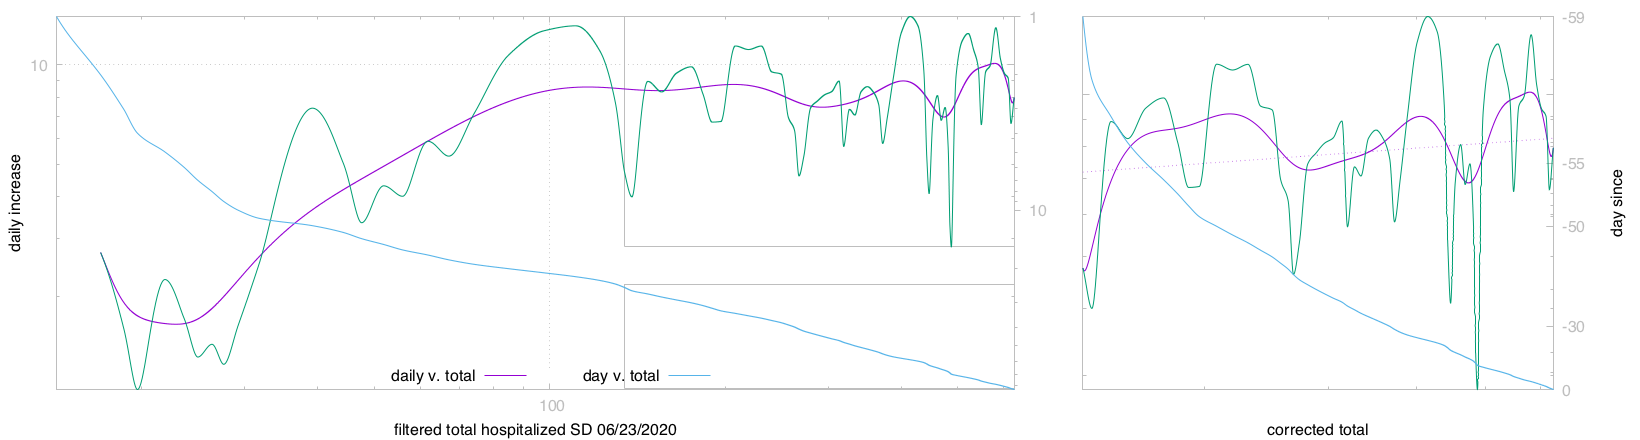 1
-59
10
10
-55
daily increase
-50
day since
-30
daily v. total
day v. total
0
100
filtered total hospitalized SD 06/23/2020
corrected total